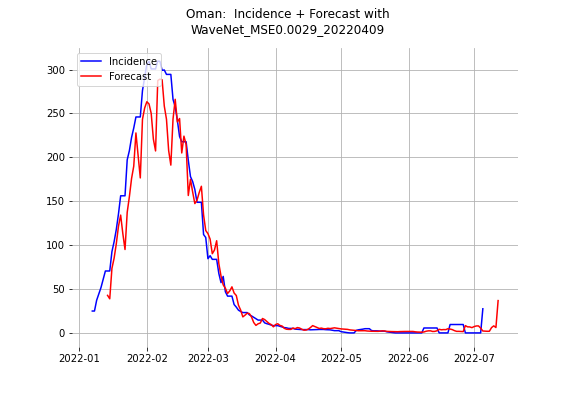 Oman:  Incidence + Forecast with
WaveNet_MSE0.0029_20220409
Incidence
Forecast
300
250
200
150
100
50
0
2022-01 2022-02 2022-03 2022-04 2022-05 2022-06 2022-07